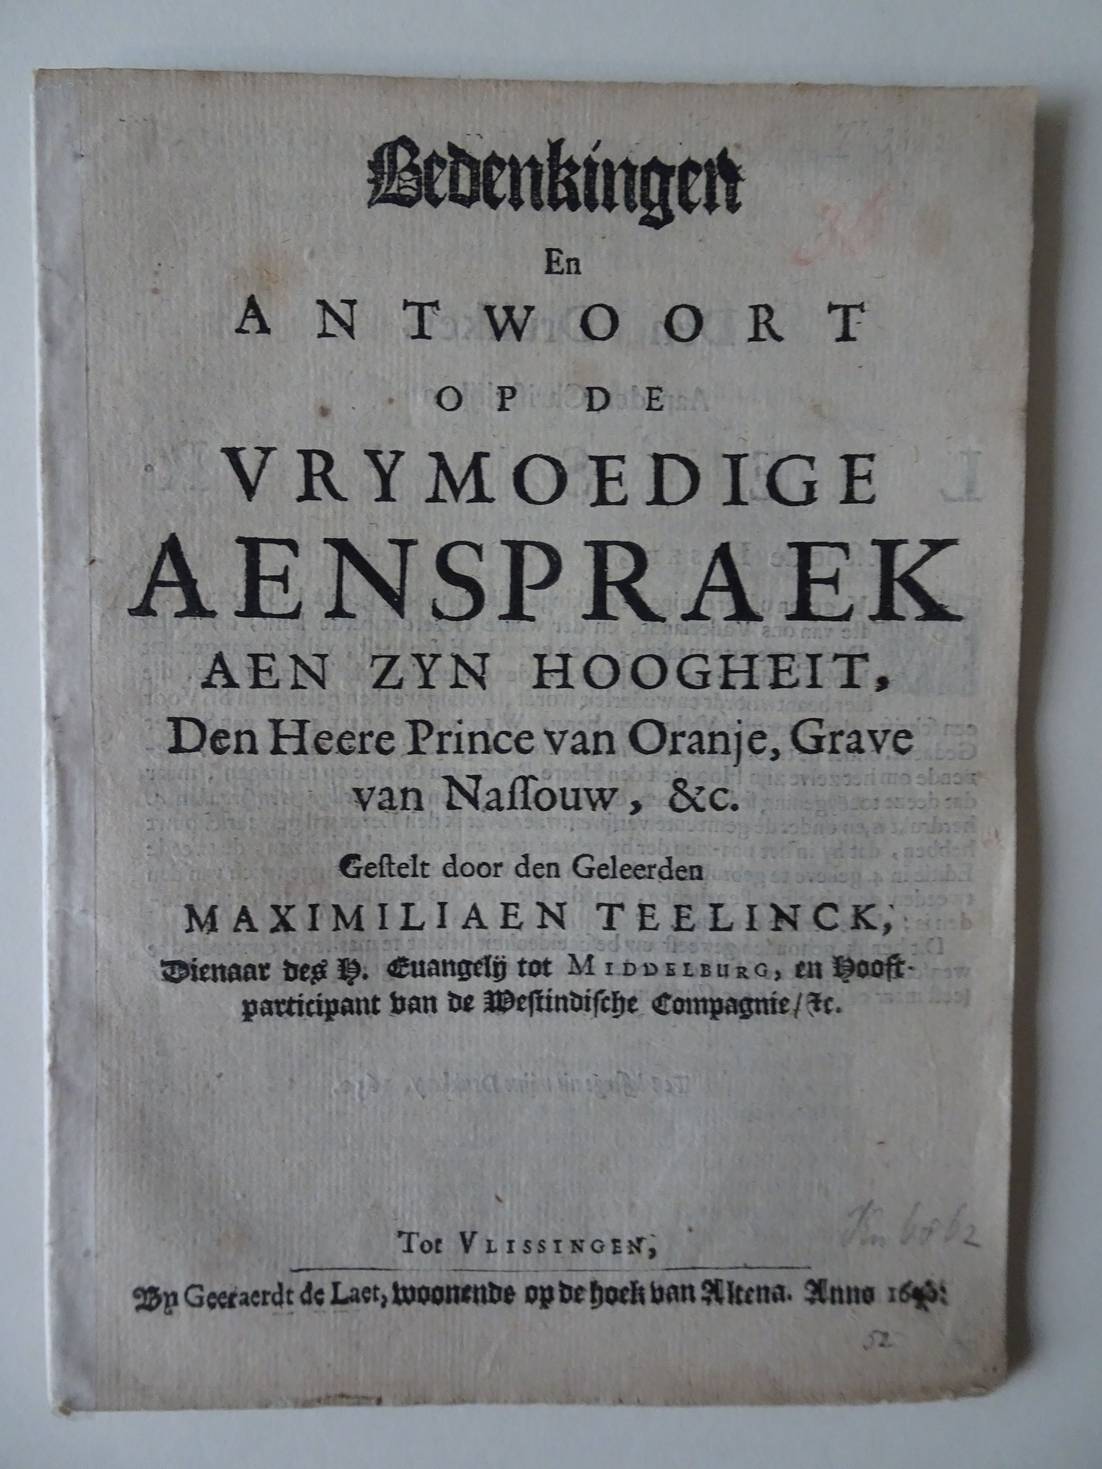 Bedenkingen
En
ANTWOORT
OP DE
VRYMOEDIGE
AENSPRAEK
AEN ZYN HOOGHEIT,
Den Heere Prince van Oranje, Grave
van Naſſouw, &c.
Geſtelt door den Geleerden
MAXIMILIAEN TEELINCK,
Dienaar des H. Euangelij tot MIDDELBURG, en Hooft-
participant van de Weſtindiſche Compagnie/ &c.
Tot VLISSINGEN,
By Geeraerdt de Laet, woonende op de hoek van Altena. Anno
52